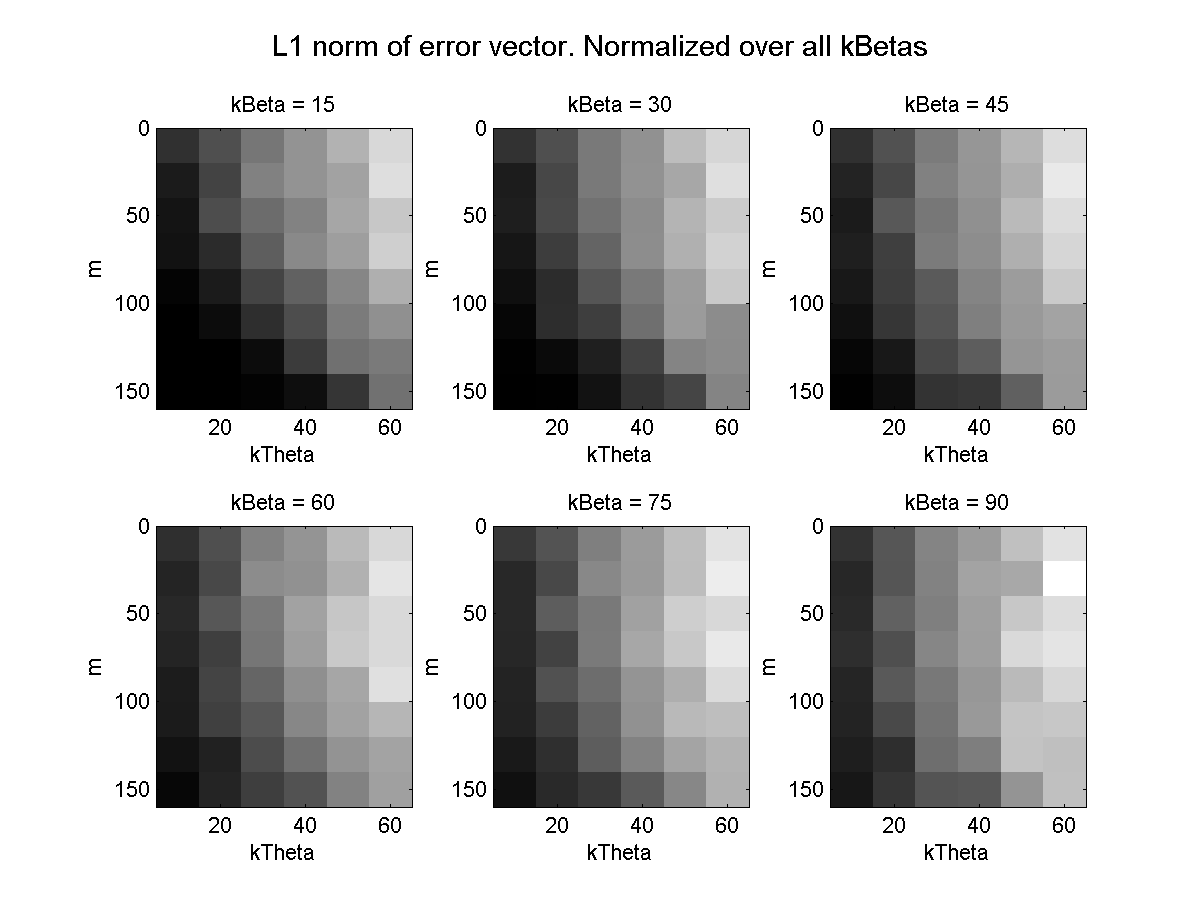 L1 norm of error vector. Normalized over all kBetas
kBeta = 15
0
50
100
150
m
20 40 60
kTheta
kBeta = 30
0
50
100
150
m
20 40 60
kTheta
kBeta = 45
0
50
100
150
m
20 40 60
kTheta
kBeta = 60
0
50
100
150
m
20 40 60
kTheta
kBeta = 75
0
50
100
150
m
20 40 60
kTheta
kBeta = 90
0
50
100
150
m
20 40 60
kTheta